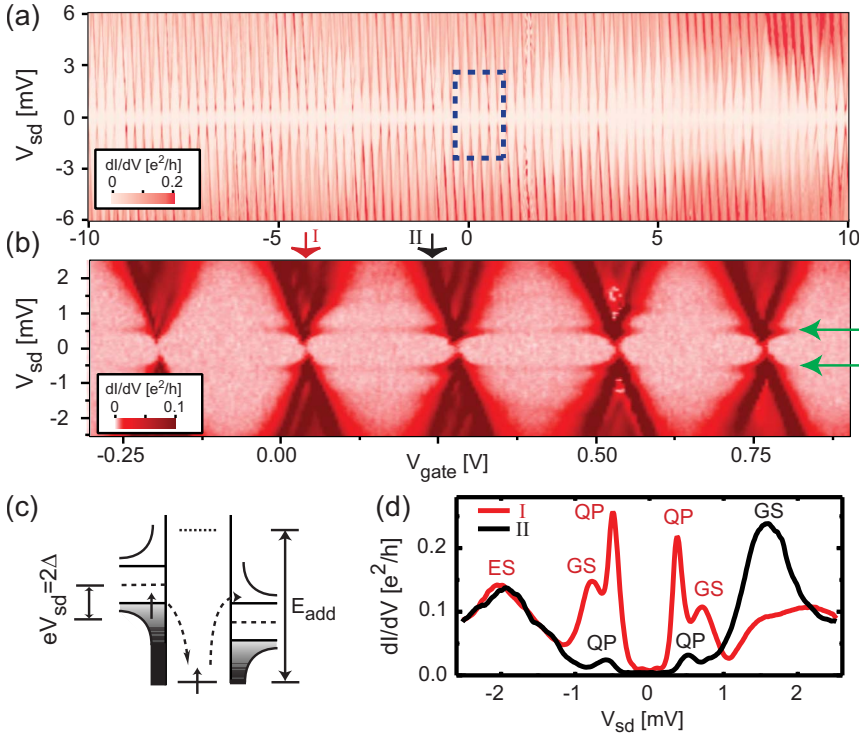 (a)
6
3
0
-3
-6
V_sd [mV]
dI/dV [e²/h]
0 0.2
-10 -5 0 5 10
I II
(b)
2
1
0
-1
-2
V_sd [mV]
dI/dV [e²/h]
0 0.1
-0.25 0.00 0.25 0.50 0.75
V_gate [V]
(c)
eV_sd=2Δ
E_add
(d)
I
II
QP QP GS
ES GS GS
QP QP
0.2
0.1
0.0
dI/dV [e²/h]
-2 -1 0 1 2
V_sd [mV]